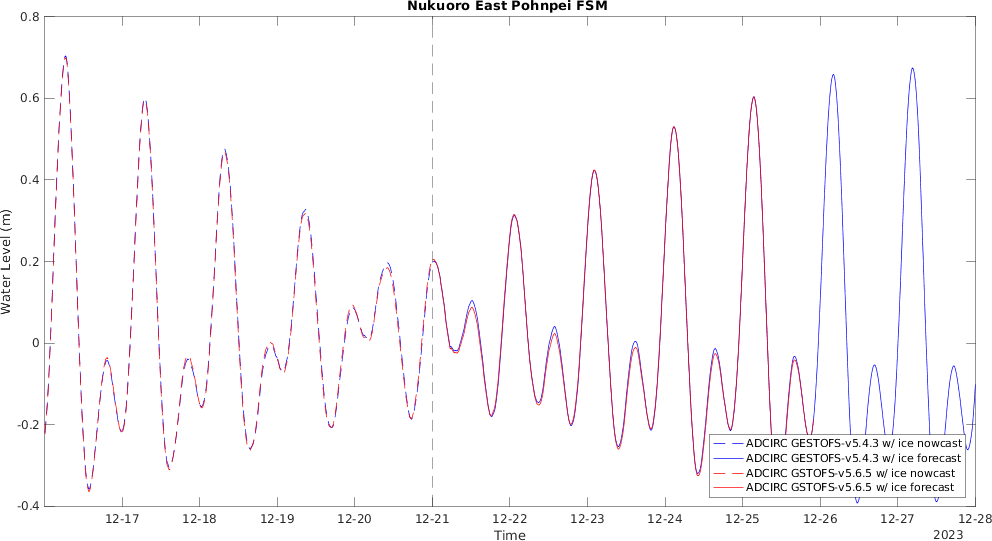 Nukuoro East Pohnpei FSM
0.8
0.6
0.4
0.2
0
-0.2
-0.4
Water Level (m)
ADCIRC GESTOFS-v5.4.3 w/ ice nowcast
ADCIRC GESTOFS-v5.4.3 w/ ice forecast
ADCIRC GSTOFS-v5.6.5 w/ ice nowcast
ADCIRC GSTOFS-v5.6.5 w/ ice forecast
12-17 12-18 12-19 12-20 12-21 12-22 12-23 12-24 12-25 12-26 12-27 12-28
Time
2023